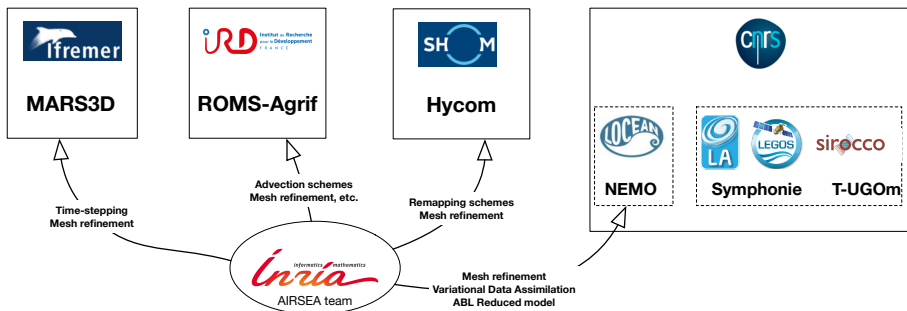 Ifremer
MARS3D
iRD
Institut de Recherche
pour le Développement
FRANCE
ROMS-Agrif
SHOM
Hycom
cnrs
LOCEAN
NEMO
LA
LEGOS
sirocco
Symphonie
T-UGOm
Time-stepping
Mesh refinement
Advection schemes
Mesh refinement, etc.
Remapping schemes
Mesh refinement
informatics mathematics
Inria
AIRSEA team
Mesh refinement
Variational Data Assimilation
ABL Reduced model